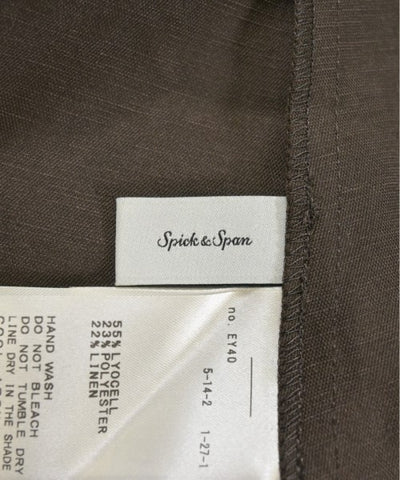 Spick & Span
no. EY40
5-14-2
1-27-1
55% LYOCELL
23% POLYESTER
22% LINEN
HAND WASH
DO NOT BLEACH
DO NOT TUMBLE DRY
LINE DRY IN THE SHADE